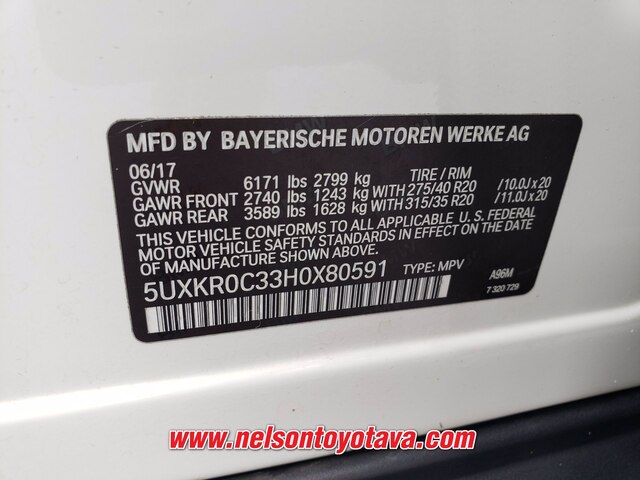 MFD BY BAYERISCHE MOTOREN WERKE AG
06/17 TIRE / RIM
GVWR 6171 lbs 2799 kg
GAWR FRONT 2740 lbs 1243 kg WITH 275/40 R20 /10.0J x 20
GAWR REAR 3589 lbs 1628 kg WITH 315/35 R20 /11.0J x 20
THIS VEHICLE CONFORMS TO ALL APPLICABLE U. S. FEDERAL
MOTOR VEHICLE SAFETY STANDARDS IN EFFECT ON THE
DATE OF MANUFACTURE SHOWN ABOVE.
5UXKR0C33H0X80591 TYPE: MPV A96M
7 320 729
www.nelsontoyotava.com